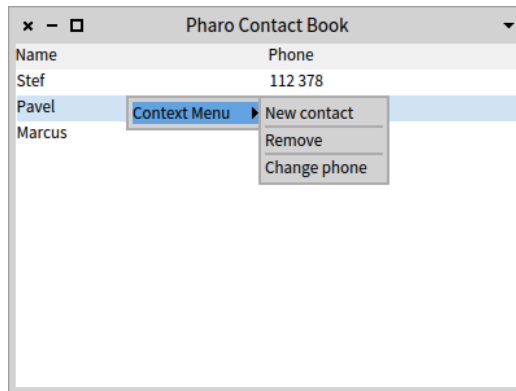 Pharo Contact Book
Name Phone
Stef 112 378
Pavel
Context Menu New contact
Marcus
Remove
Change phone